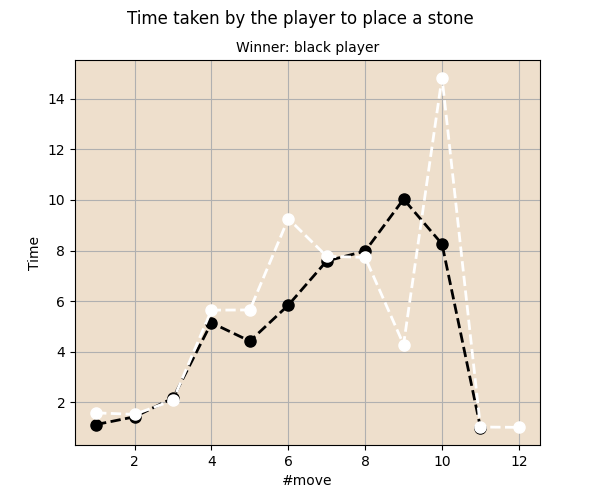 Time taken by the player to place a stone
Winner: black player
14
12
10
8
6
4
2
Time
2 4 6 8 10 12
#move